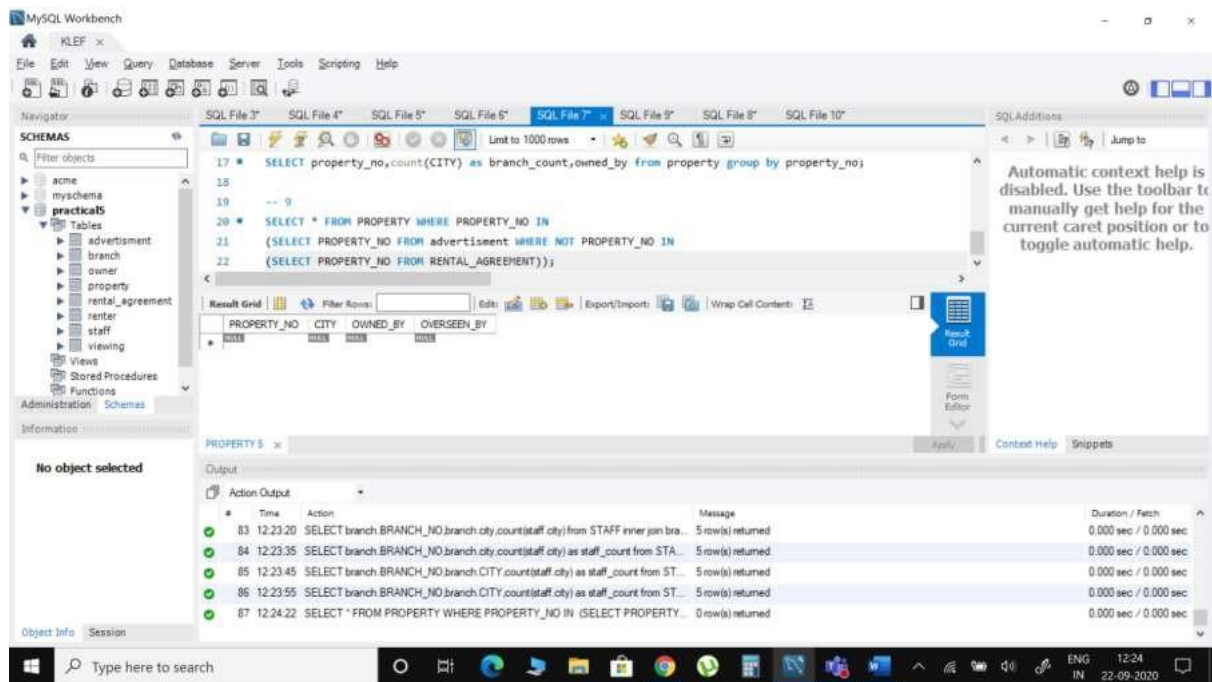 MySQL Workbench
KLEF ×
File Edit View Query Database Server Tools Scripting Help
Navigator
SCHEMAS
Filter objects
acme
myschema
practical5
Tables
advertisment
branch
owner
property
rental_agreement
renter
staff
viewing
Views
Stored Procedures
Functions
Administration Schemas
Information
No object selected
Object Info Session
SQL File 3* SQL File 4* SQL File 5* SQL File 6* SQL File 7* × SQL File 9* SQL File 8* SQL File 10*
Limit to 1000 rows
17 SELECT property_no,count(CITY) as branch_count,owned_by from property group by property_no;
18
19 -- 9
20 SELECT * FROM PROPERTY WHERE PROPERTY_NO IN
21 (SELECT PROPERTY_NO FROM advertisment WHERE NOT PROPERTY_NO IN
22 (SELECT PROPERTY_NO FROM RENTAL_AGREEMENT));
Result Grid Filter Rows: Edit: Export/Import: Wrap Cell Content:
PROPERTY_NO CITY OWNED_BY OVERSEEN_BY
NULL NULL NULL NULL
Result Grid
Form Editor
PROPERTY 5 ×
Apply
Output
Action Output
# Time Action Message Duration / Fetch
83 12:23:20 SELECT branch.BRANCH_NO,branch.city,count(staff.city) from STAFF inner join bra... 5 row(s) returned 0.000 sec / 0.000 sec
84 12:23:35 SELECT branch.BRANCH_NO,branch.city,count(staff.city) as staff_count from STA... 5 row(s) returned 0.000 sec / 0.000 sec
85 12:23:45 SELECT branch.BRANCH_NO,branch.CITY,count(staff.city) as staff_count from ST... 5 row(s) returned 0.000 sec / 0.000 sec
86 12:23:55 SELECT branch.BRANCH_NO,branch.CITY,count(staff.city) as staff_count from ST... 5 row(s) returned 0.000 sec / 0.000 sec
87 12:24:22 SELECT * FROM PROPERTY WHERE PROPERTY_NO IN (SELECT PROPERTY... 0 row(s) returned 0.000 sec / 0.000 sec
SQLAdditions
Jump to
Automatic context help is
disabled. Use the toolbar to
manually get help for the
current caret position or to
toggle automatic help.
Context Help Snippets
Type here to search
ENG
IN
12:24
22-09-2020